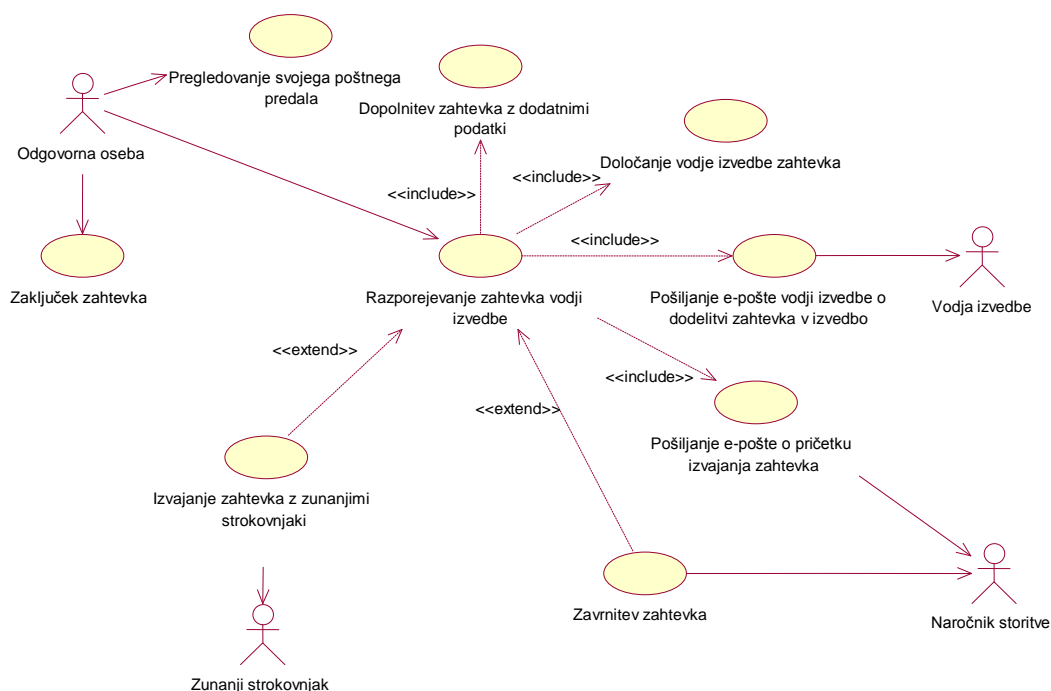 Pregledovanje svojega poštnega
predala
Dopolnitev zahtevka z dodatnimi
podatki
Odgovorna oseba
Določanje vodje izvedbe zahtevka
<<include>>
<<include>>
<<include>>
Zaključek zahtevka
Razporejevanje zahtevka vodji
izvedbe
Pošiljanje e-pošte vodji izvedbe o
dodelitvi zahtevka v izvedbo
Vodja izvedbe
<<extend>>
<<include>>
<<extend>>
Pošiljanje e-pošte o pričetku
izvajanja zahtevka
Izvajanje zahtevka z zunanjimi
strokovnjaki
Zavrnitev zahtevka
Naročnik storitve
Zunanji strokovnjak